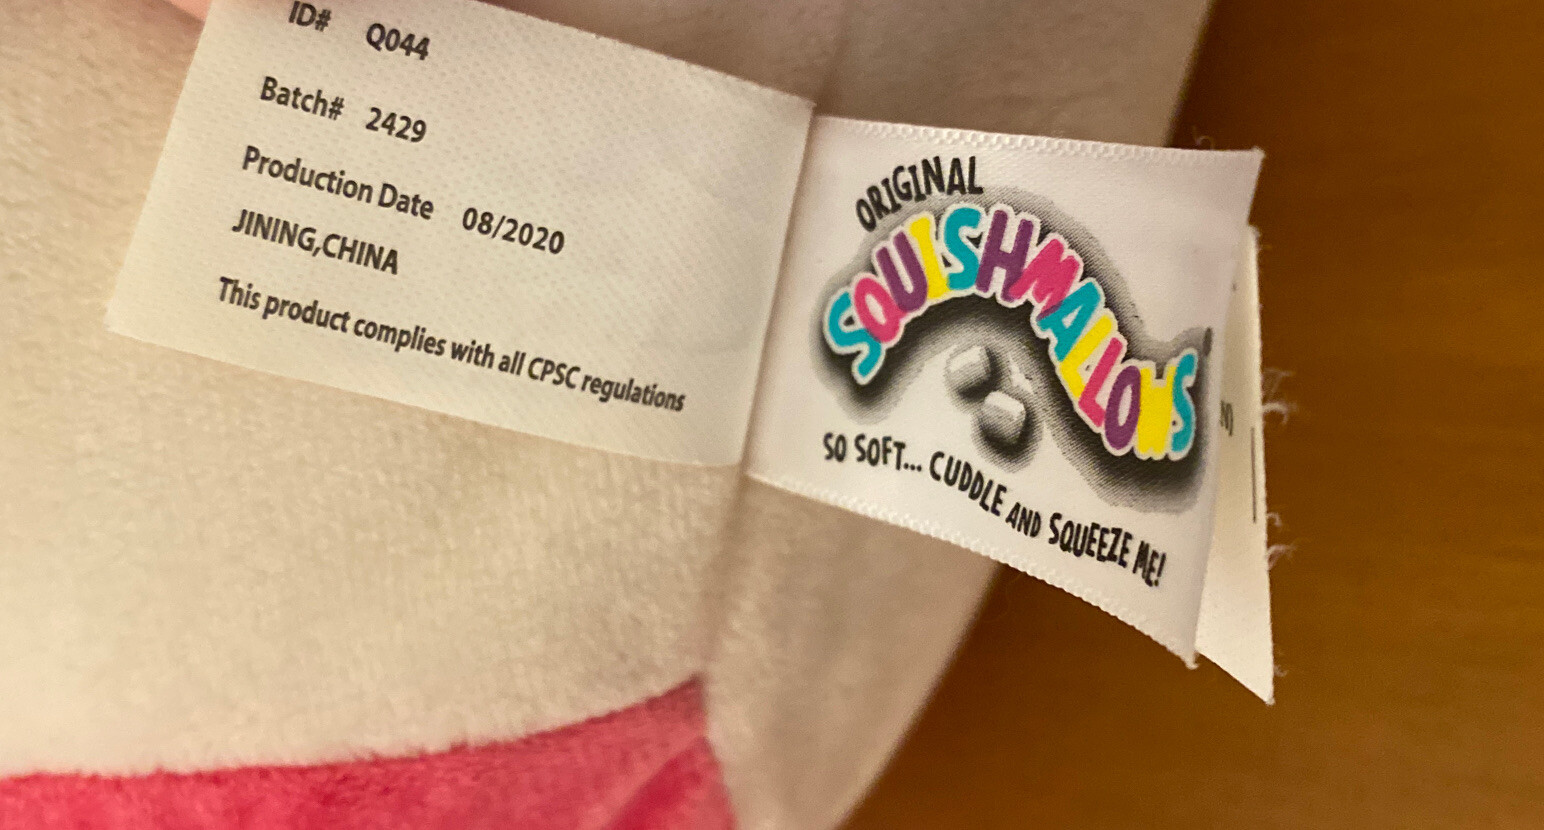 ID# Q044
Batch# 2429
Production Date 08/2020
JINING,CHINA
This product complies with all CPSC regulations
ORIGINAL
SQUISHMALLOWS
SO SOFT... CUDDLE AND SQUEEZE ME!